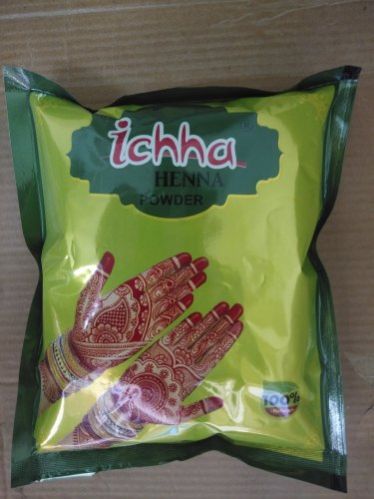 ichha
®
HENNA
POWDER
100%